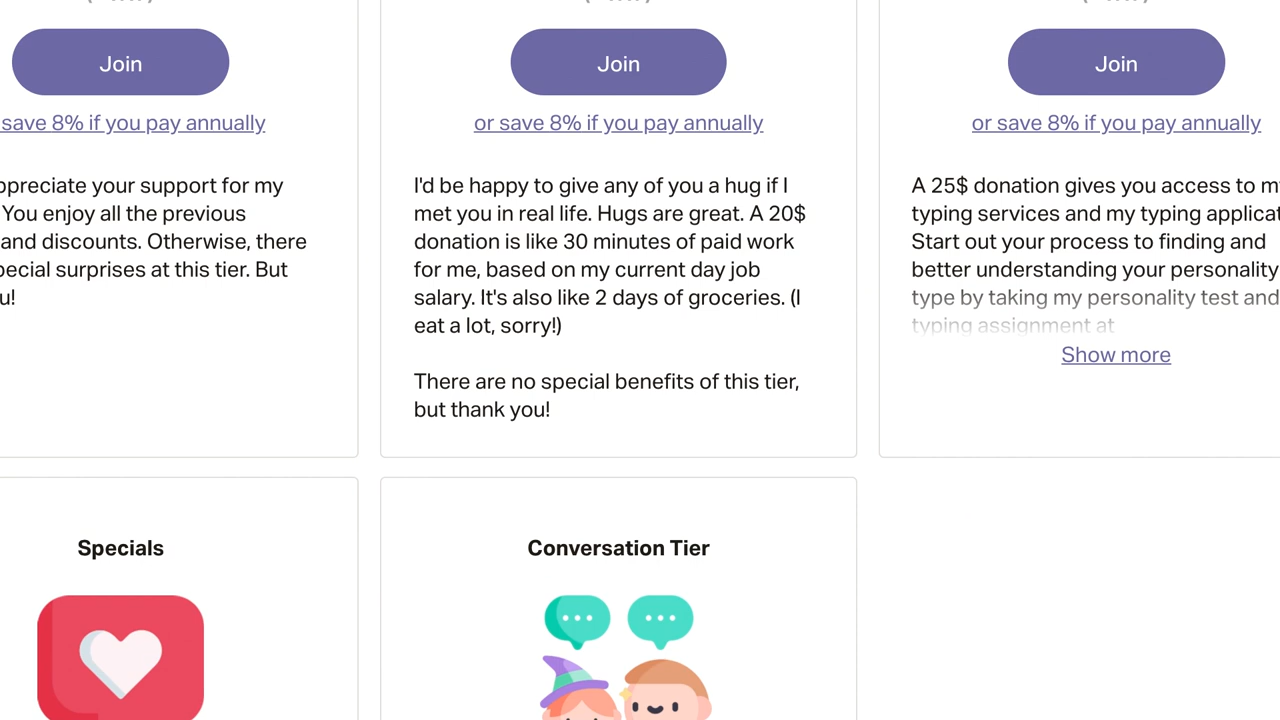 Join
Join
Join
save 8% if you pay annually
or save 8% if you pay annually
or save 8% if you pay annually
your support for my
You enjoy all the previous
and discounts. Otherwise, there
surprises at this tier. But
I'd be happy to give any of you a hug if I
met you in real life. Hugs are great. A 20$
donation is like 30 minutes of paid work
for me, based on my current day job
salary. It's also like 2 days of groceries. (I
eat a lot, sorry!)
There are no special benefits of this tier,
but thank you!
A 25$ donation gives you access to
typing services and my typing
Start out your process to finding and
better understanding your personality
type by taking my personality test and
typing assignment at
Show more
Specials
Conversation Tier